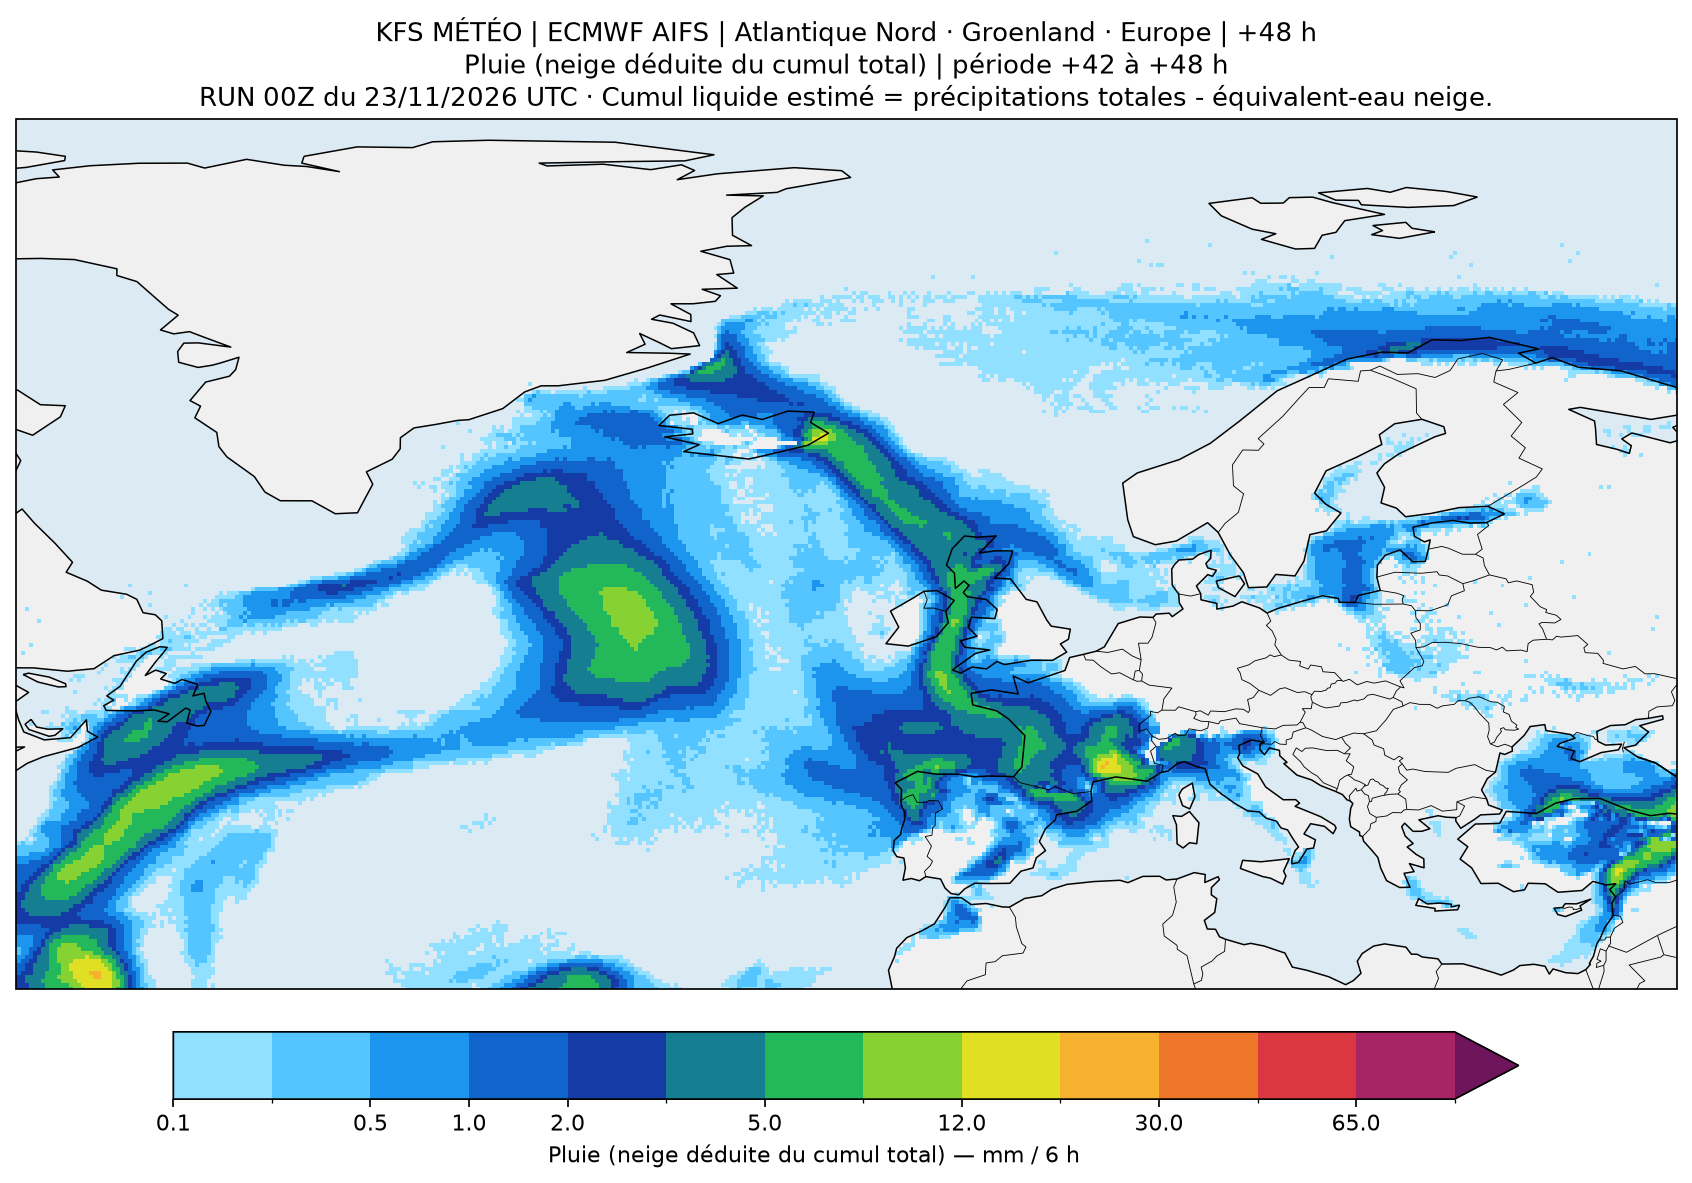 KFS MÉTÉO | ECMWF AIFS | Atlantique Nord · Groenland · Europe | +48 h
Pluie (neige déduite du cumul total) | période +42 à +48 h
RUN 00Z du 23/11/2026 UTC · Cumul liquide estimé = précipitations totales - équivalent-eau neige.
0.1 0.5 1.0 2.0 5.0 12.0 30.0 65.0
Pluie (neige déduite du cumul total) — mm / 6 h